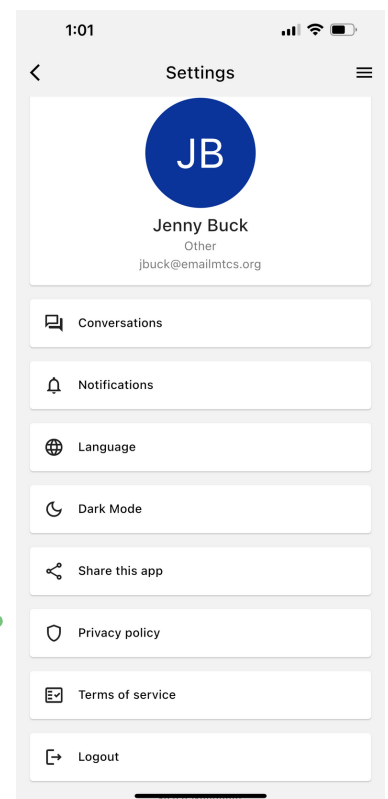 1:01
Settings
JB
Jenny Buck
Other
jbuck@emailmtcs.org
Conversations
Notifications
Language
Dark Mode
Share this app
Privacy policy
Terms of service
Logout